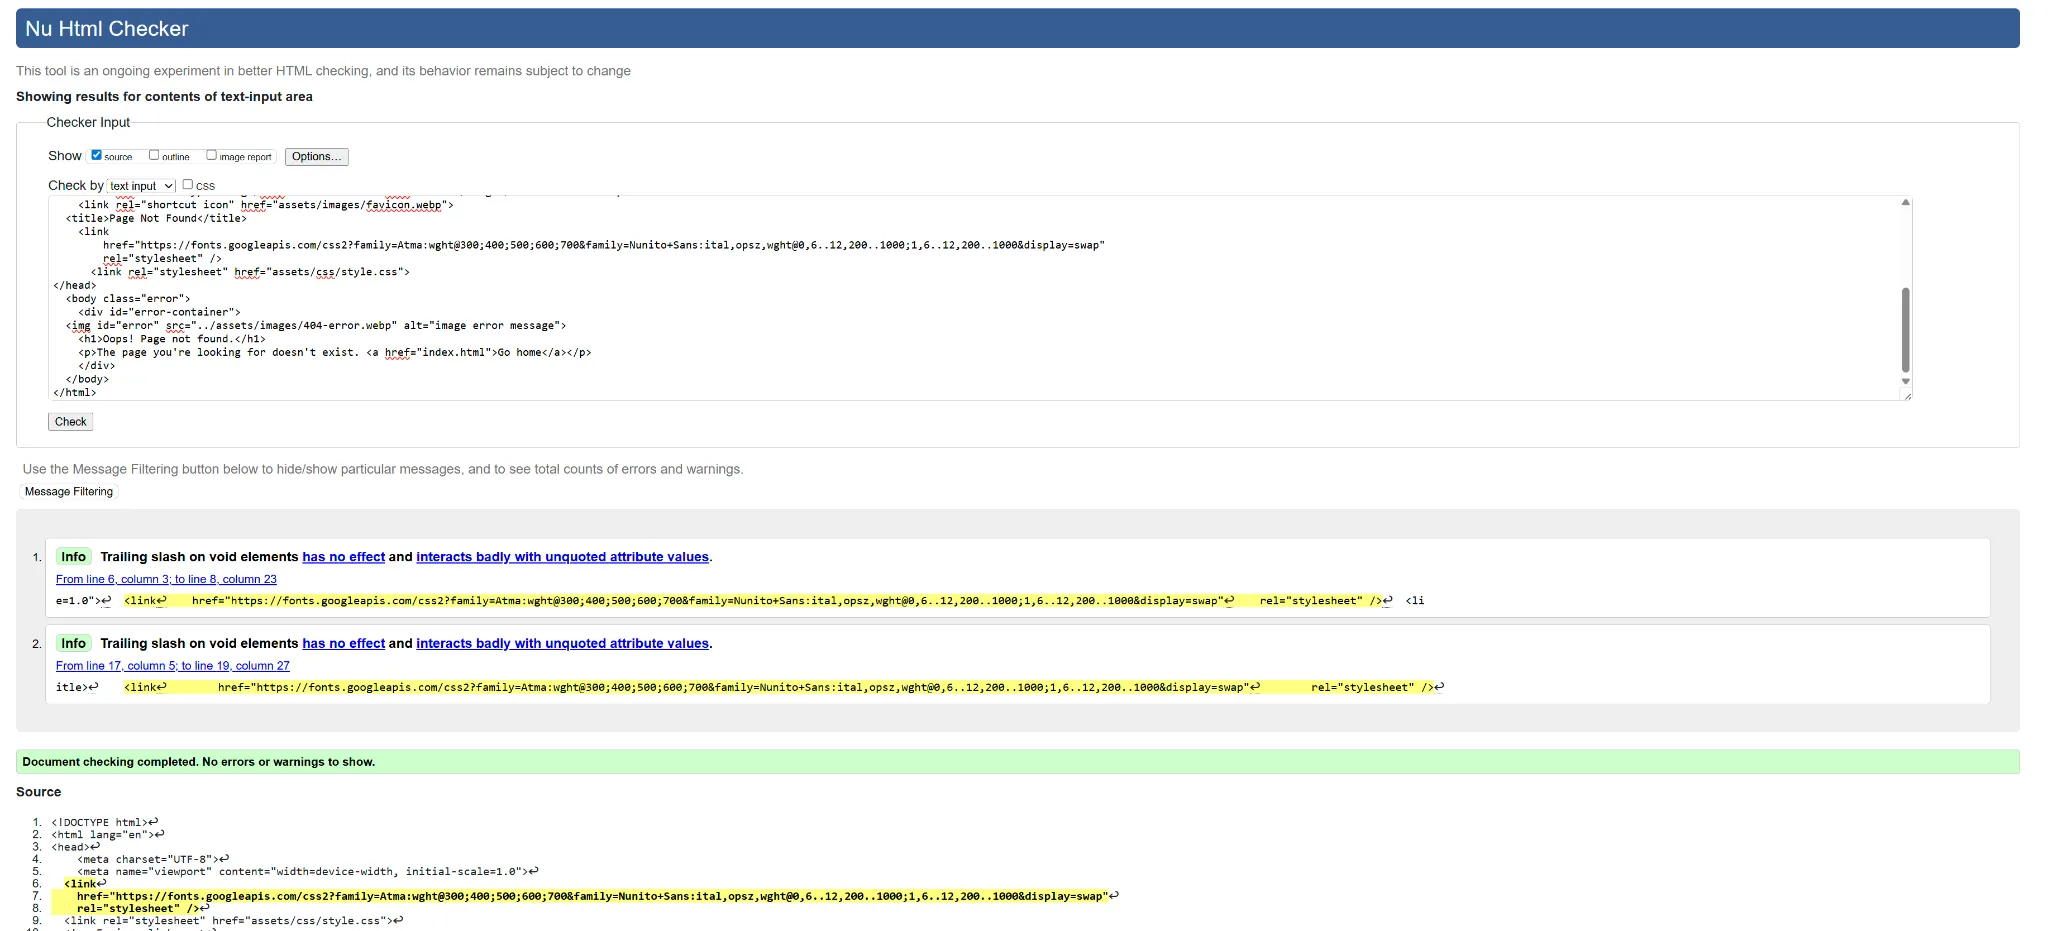 Nu Html Checker
This tool is an ongoing experiment in better HTML checking, and its behavior remains subject to change
Showing results for contents of text-input area
Checker Input
Show source outline image report Options...
Check by text input css
<link rel="shortcut icon" href="assets/images/favicon.webp">
<title>Page Not Found</title>
<link
href="https://fonts.googleapis.com/css2?family=Atma:wght@300;400;500;600;700&family=Nunito+Sans:ital,opsz,wght@0,6..12,200..1000;1,6..12,200..1000&display=swap"
rel="stylesheet" />
<link rel="stylesheet" href="assets/css/style.css">
</head>
<body class="error">
<div id="error-container">
<img id="error" src="../assets/images/404-error.webp" alt="image error message">
<h1>Oops! Page not found.</h1>
<p>The page you're looking for doesn't exist. <a href="index.html">Go home</a></p>
</div>
</body>
</html>
Check
Use the Message Filtering button below to hide/show particular messages, and to see total counts of errors and warnings.
Message Filtering
1. Info Trailing slash on void elements has no effect and interacts badly with unquoted attribute values.
From line 6, column 3; to line 8, column 23
e=1.0">↩ <link↩ href="https://fonts.googleapis.com/css2?family=Atma:wght@300;400;500;600;700&family=Nunito+Sans:ital,opsz,wght@0,6..12,200..1000;1,6..12,200..1000&display=swap"↩ rel="stylesheet" />↩ <li
2. Info Trailing slash on void elements has no effect and interacts badly with unquoted attribute values.
From line 17, column 5; to line 19, column 27
itle>↩ <link↩ href="https://fonts.googleapis.com/css2?family=Atma:wght@300;400;500;600;700&family=Nunito+Sans:ital,opsz,wght@0,6..12,200..1000;1,6..12,200..1000&display=swap"↩ rel="stylesheet" />↩
Document checking completed. No errors or warnings to show.
Source
1. <!DOCTYPE html>↩
2. <html lang="en">↩
3. <head>↩
4. <meta charset="UTF-8">↩
5. <meta name="viewport" content="width=device-width, initial-scale=1.0">↩
6. <link↩
7. href="https://fonts.googleapis.com/css2?family=Atma:wght@300;400;500;600;700&family=Nunito+Sans:ital,opsz,wght@0,6..12,200..1000;1,6..12,200..1000&display=swap"↩
8. rel="stylesheet" />↩
9. <link rel="stylesheet" href="assets/css/style.css">↩